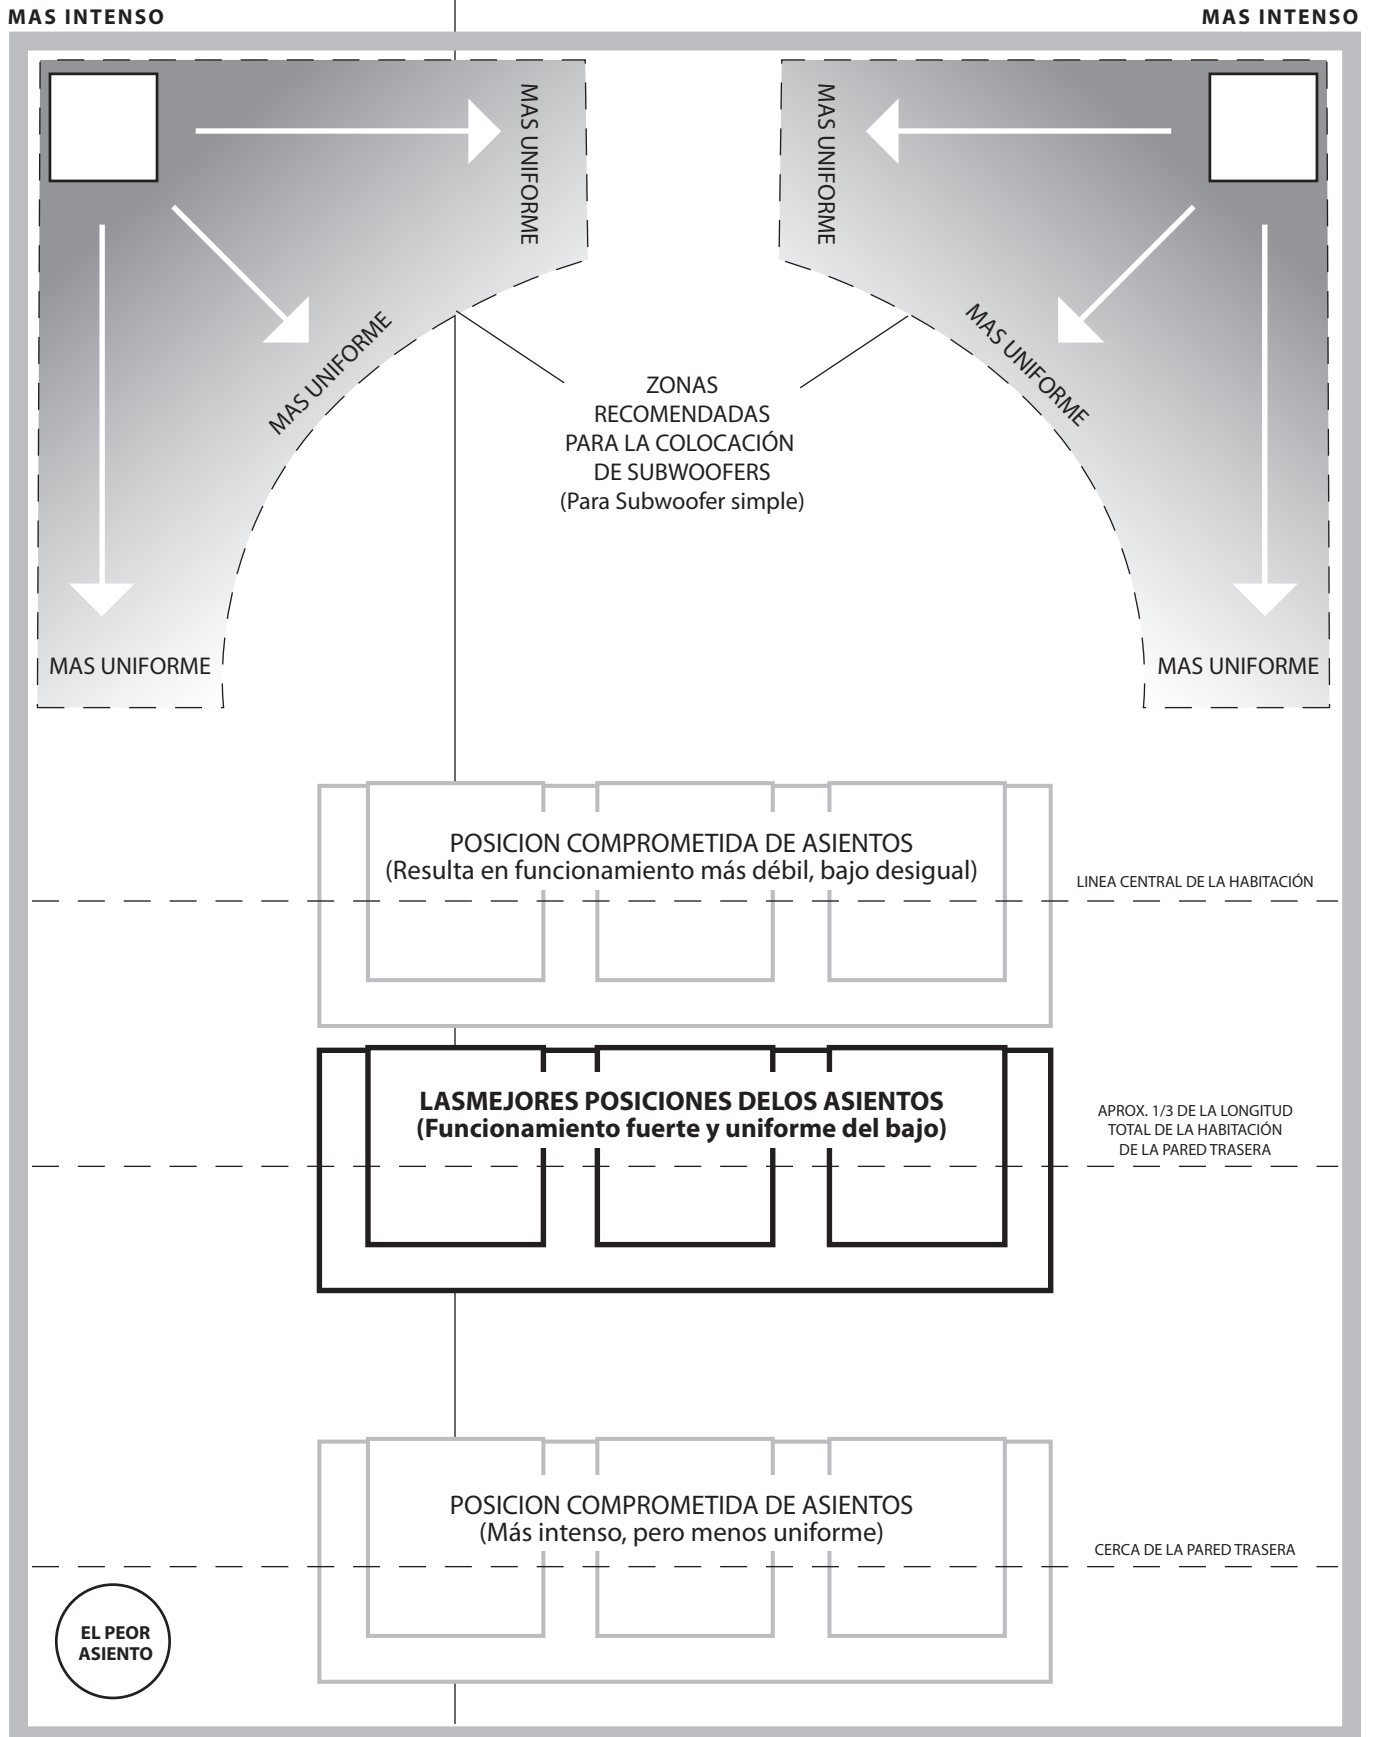 MAS INTENSO
MAS INTENSO
MAS UNIFORME
MAS UNIFORME
MAS UNIFORME
MAS UNIFORME
ZONAS
RECOMENDADAS
PARA LA COLOCACIÓN
DE SUBWOOFERS
(Para Subwoofer simple)
MAS UNIFORME
MAS UNIFORME
POSICION COMPROMETIDA DE ASIENTOS
(Resulta en funcionamiento más débil, bajo desigual)
LINEA CENTRAL DE LA HABITACIÓN
LASMEJORES POSICIONES DELOS ASIENTOS
(Funcionamiento fuerte y uniforme del bajo)
APROX. 1/3 DE LA LONGITUD
TOTAL DE LA HABITACIÓN
DE LA PARED TRASERA
POSICION COMPROMETIDA DE ASIENTOS
(Más intenso, pero menos uniforme)
CERCA DE LA PARED TRASERA
EL PEOR
ASIENTO